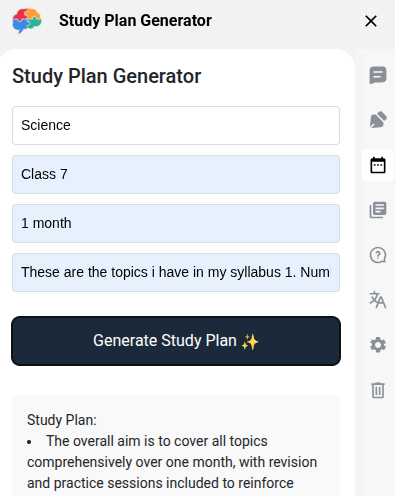 Study Plan Generator
Study Plan Generator
Science
Class 7
1 month
These are the topics i have in my syllabus 1. Num
Generate Study Plan ✨
Study Plan:
• The overall aim is to cover all topics
comprehensively over one month, with revision
and practice sessions included to reinforce